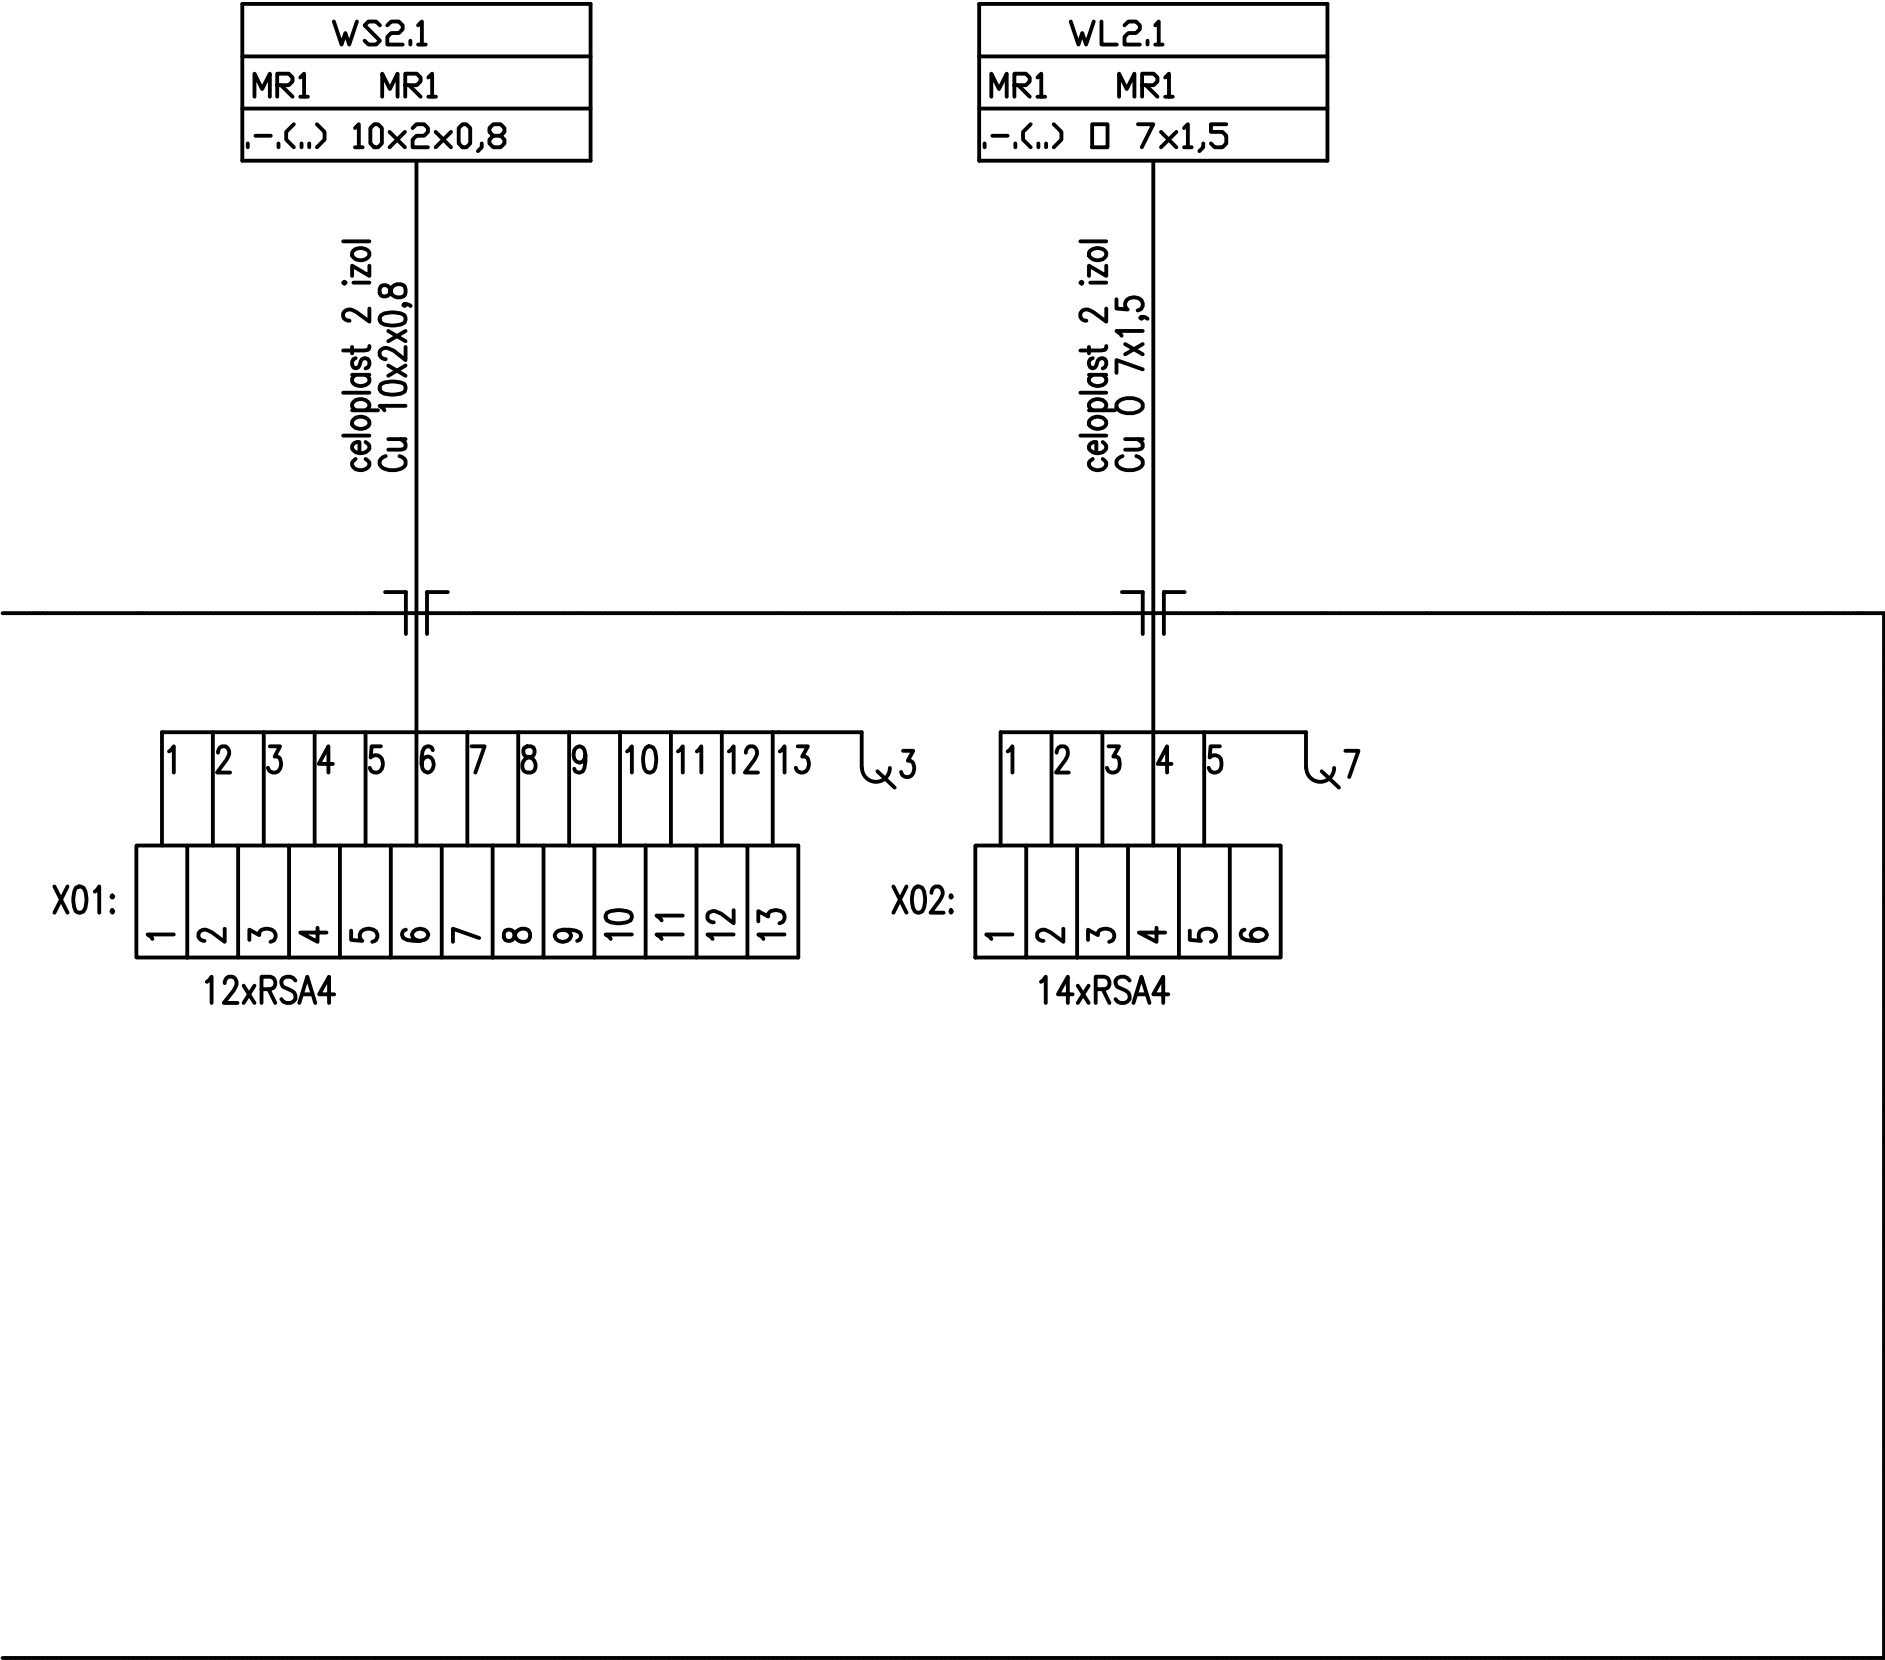 WS2.1
MR1 MR1
.-.(..) 10x2x0,8
WL2.1
MR1 MR1
.-.(..) O 7x1,5
celoplast 2 izol
Cu 10x2x0,8
celoplast 2 izol
Cu O 7x1,5
1 2 3 4 5 6 7 8 9 10 11 12 13 3
1 2 3 4 5 7
X01: 1 2 3 4 5 6 7 8 9 10 11 12 13
12xRSA4
X02: 1 2 3 4 5 6
14xRSA4